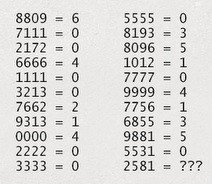 8809 = 6
7111 = 0
2172 = 0
6666 = 4
1111 = 0
3213 = 0
7662 = 2
9313 = 1
0000 = 4
2222 = 0
3333 = 0
5555 = 0
8193 = 3
8096 = 5
1012 = 1
7777 = 0
9999 = 4
7756 = 1
6855 = 3
9881 = 5
5531 = 0
2581 = ???